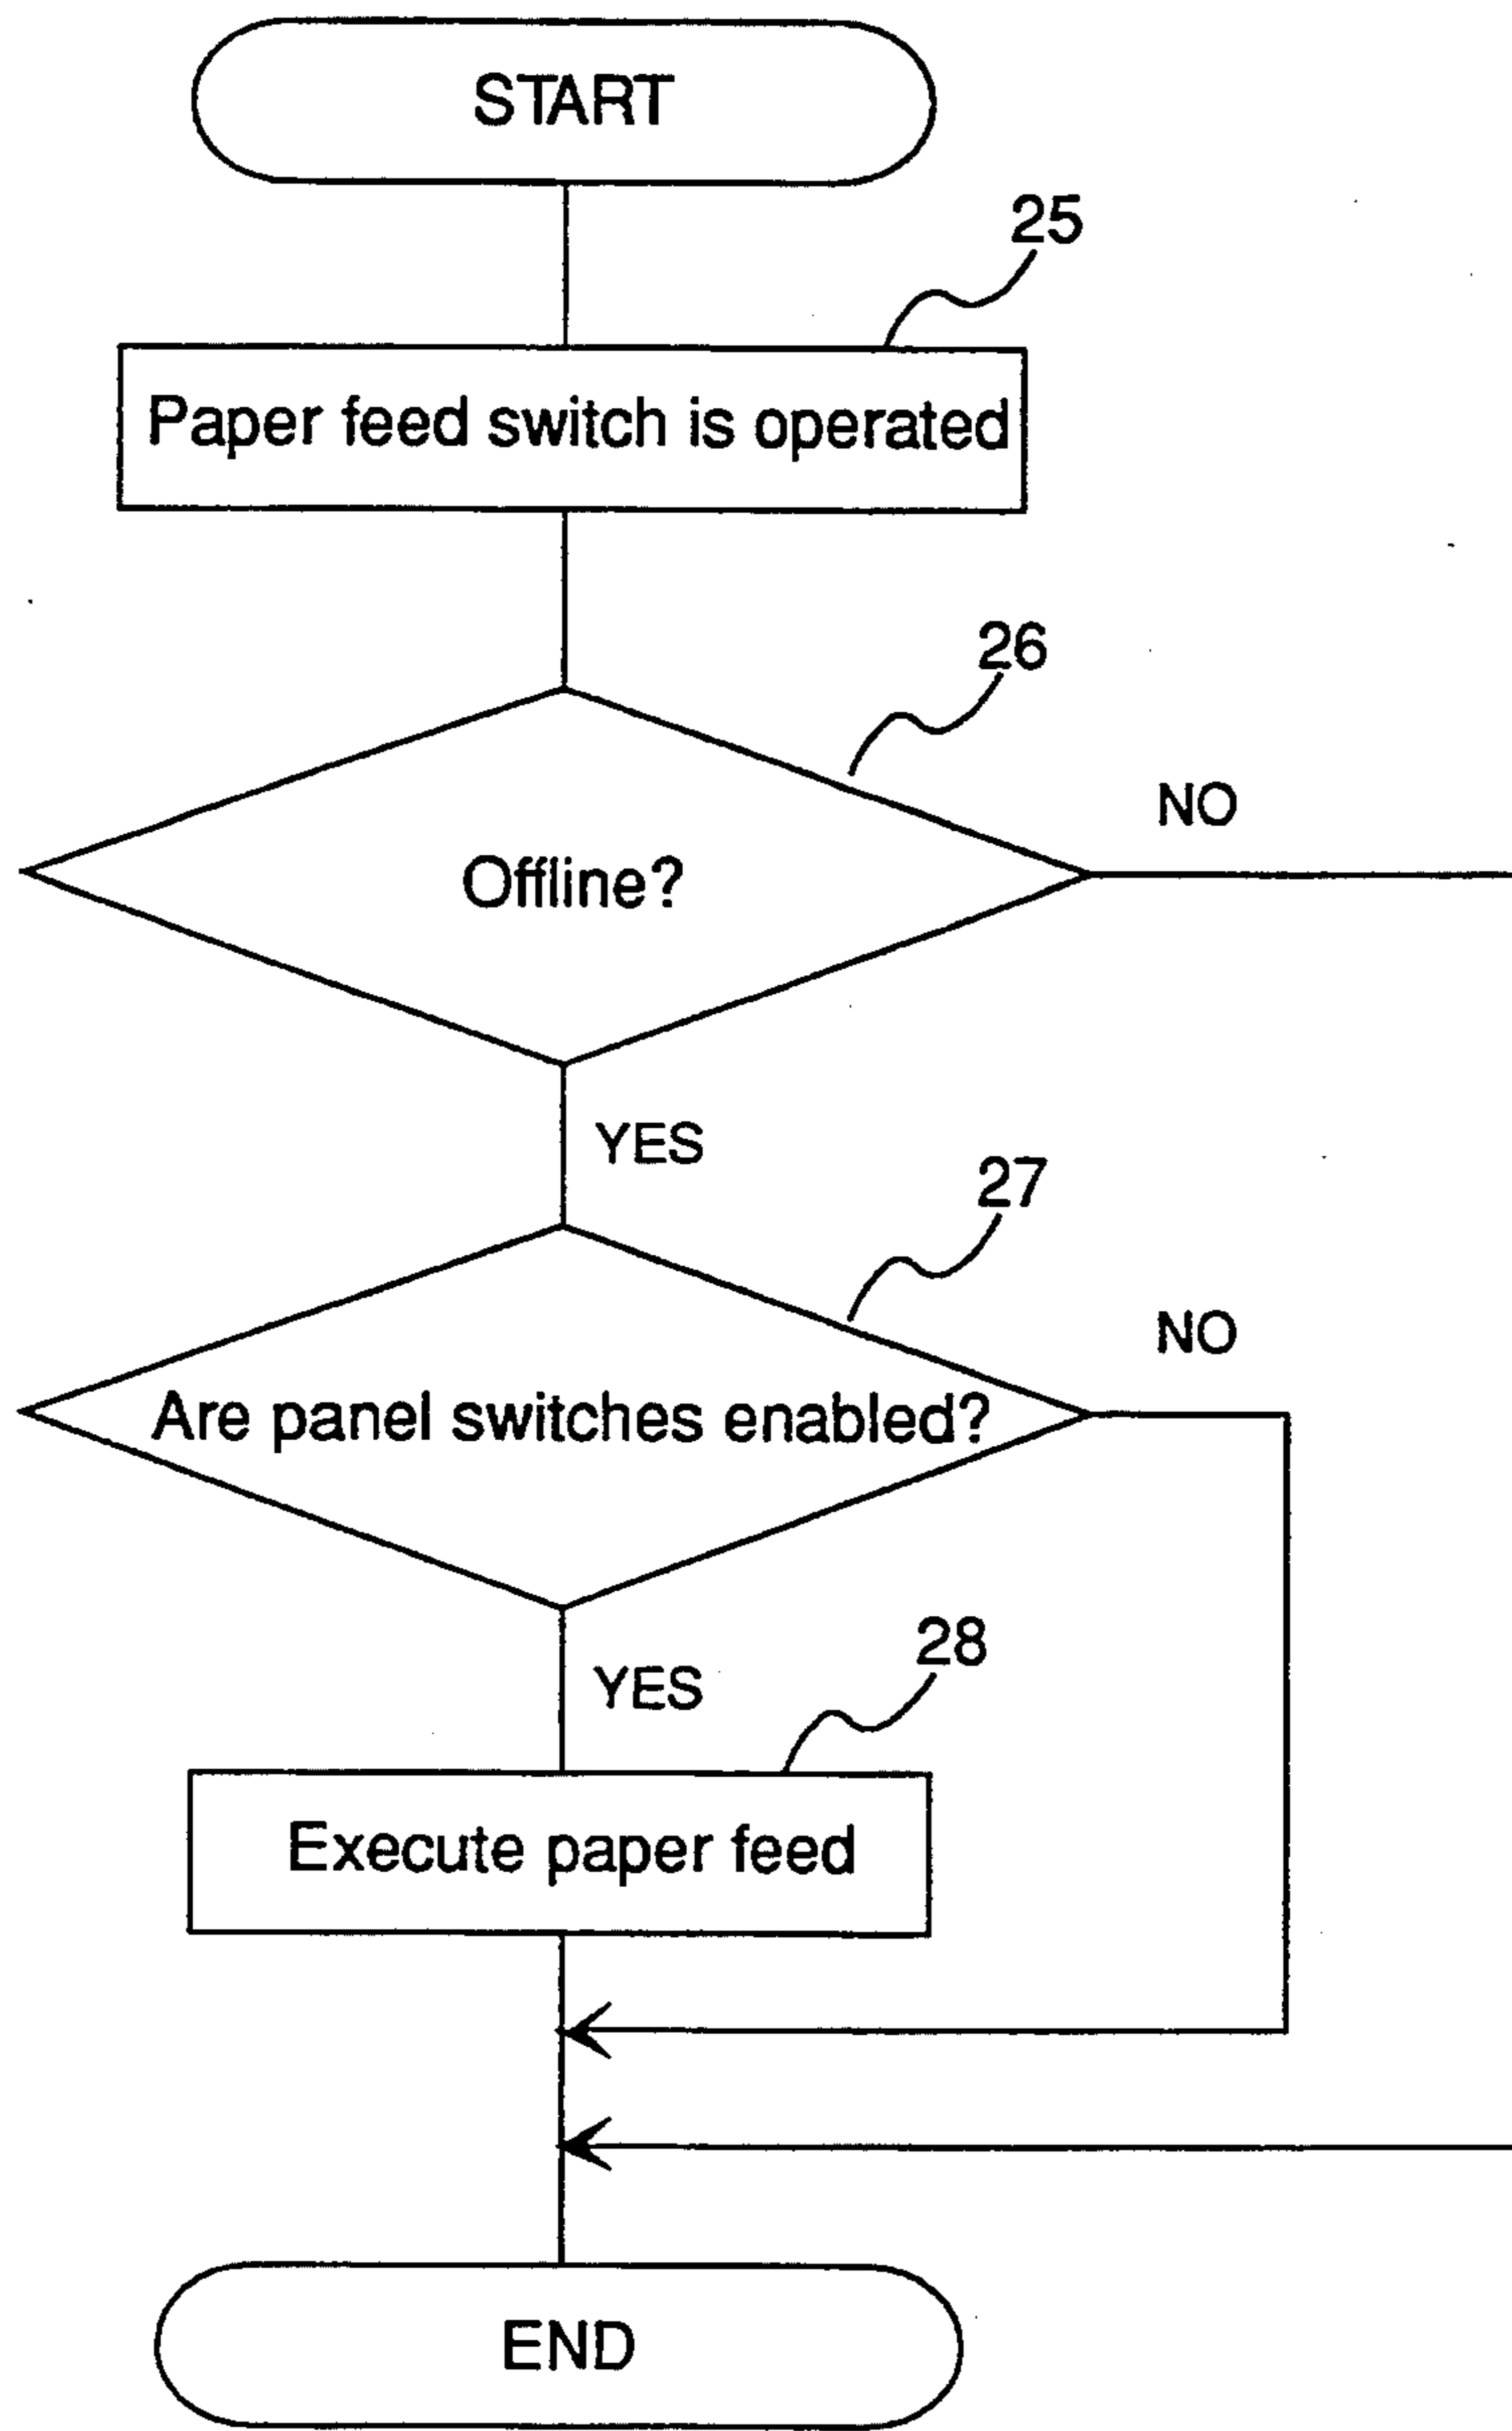 START
25
Paper feed switch is operated
26
NO
Offline?
YES
27
NO
Are panel switches enabled?
28
YES
Execute paper feed
END